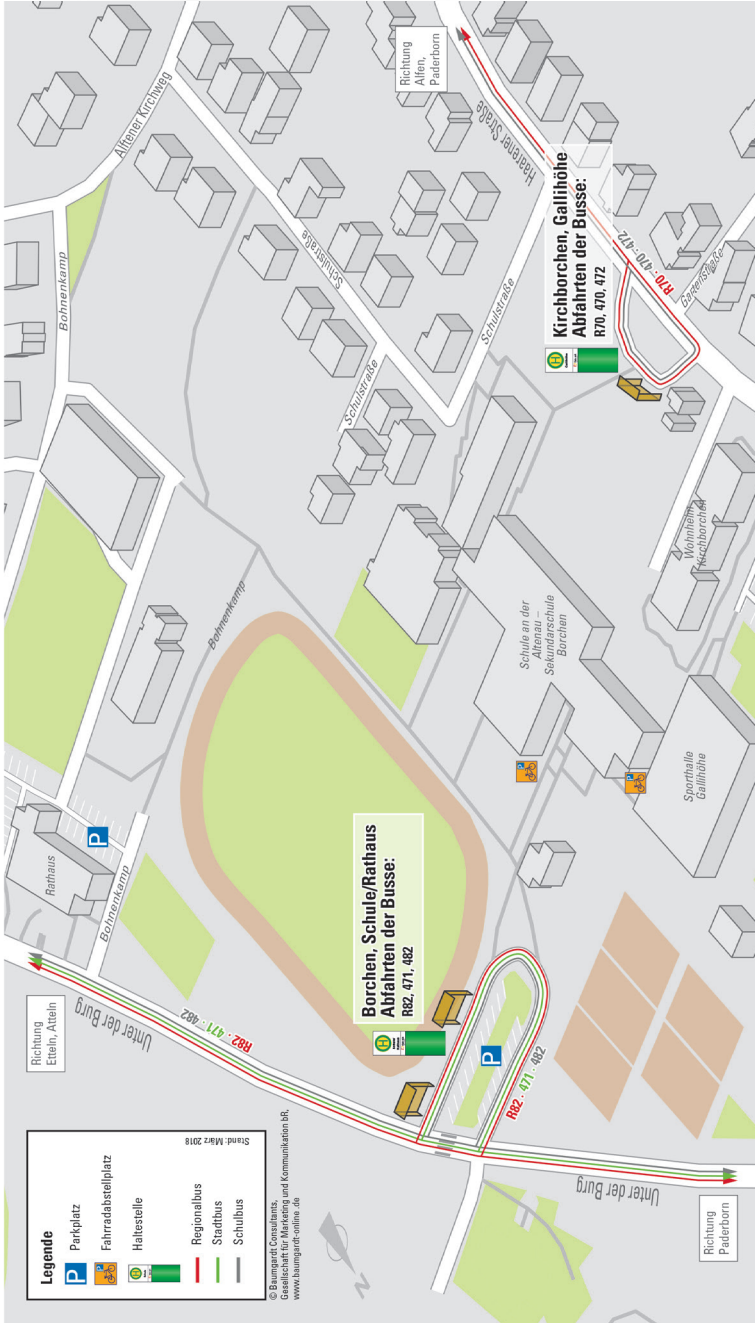 Legende
Parkplatz
Fahrradabstellplatz
Haltestelle
Regionalbus
Stadtbus
Schulbus
Stand: März 2018
© Baumgardt Consultants,
Gesellschaft für Marketing und Kommunikation bR,
www.baumgardt-online.de
Richtung
Etteln, Atteln
Unter der Burg
R82 · 471 · 482
Rathaus
P
Bohnenkamp
Bohnenkamp
Bohnenkamp
Alftener Kirchweg
Schulstraße
Schulstraße
Schulstraße
Richtung
Alfen,
Paderborn
Haarener Straße
Kirchborchen, Gallihöhe
Abfahrten der Busse:
R70, 470, 472
R70 · 470 · 472
Gartenstraße
Wohnheim
Kirchborchen
Schule an der
Altenau –
Sekundarschule
Borchen
Sporthalle
Gallihöhe
Borchen, Schule/Rathaus
Abfahrten der Busse:
R82, 471, 482
H
P
R82 · 471 · 482
Unter der Burg
Richtung
Paderborn